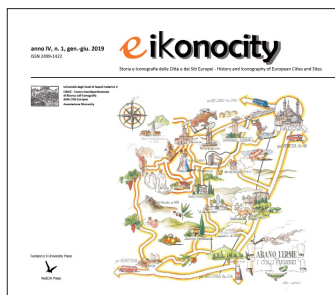 anno IV, n. 1, gen.-giu. 2019
ISSN 2499-1422
eikonocity
Storia e Iconografia delle Città e dei Siti Europei - History and Iconography of European Cities and Sites
Università degli Studi di Napoli Federico II
CIRICE - Centro Interdipartimentale
di Ricerca sull'Iconografia
della Città Europea
Associazione Eikonocity
ABANO TERME
COLLI EUGANEI
Federico II University Press
fedOA Press